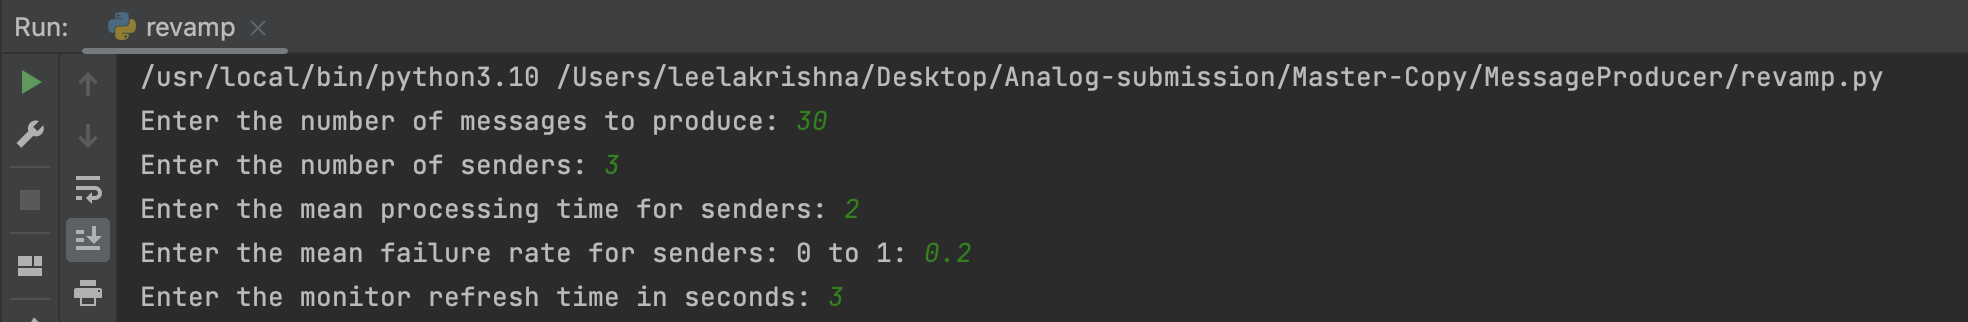 Run: revamp
/usr/local/bin/python3.10 /Users/leelakrishna/Desktop/Analog-submission/Master-Copy/MessageProducer/revamp.py
Enter the number of messages to produce: 30
Enter the number of senders: 3
Enter the mean processing time for senders: 2
Enter the mean failure rate for senders: 0 to 1: 0.2
Enter the monitor refresh time in seconds: 3